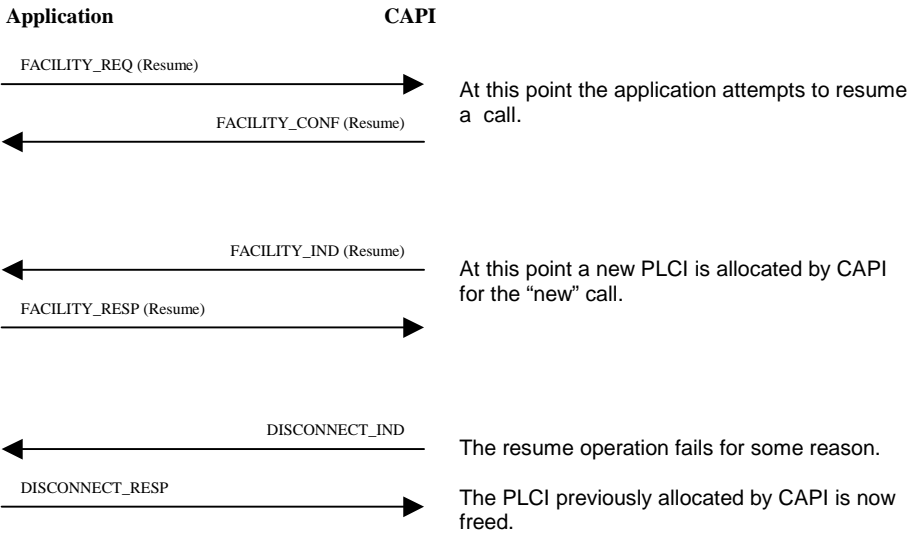 Application CAPI
FACILITY_REQ (Resume)
At this point the application attempts to resume
a call.
FACILITY_CONF (Resume)
FACILITY_IND (Resume)
At this point a new PLCI is allocated by CAPI
for the “new” call.
FACILITY_RESP (Resume)
DISCONNECT_IND
The resume operation fails for some reason.
DISCONNECT_RESP
The PLCI previously allocated by CAPI is now
freed.